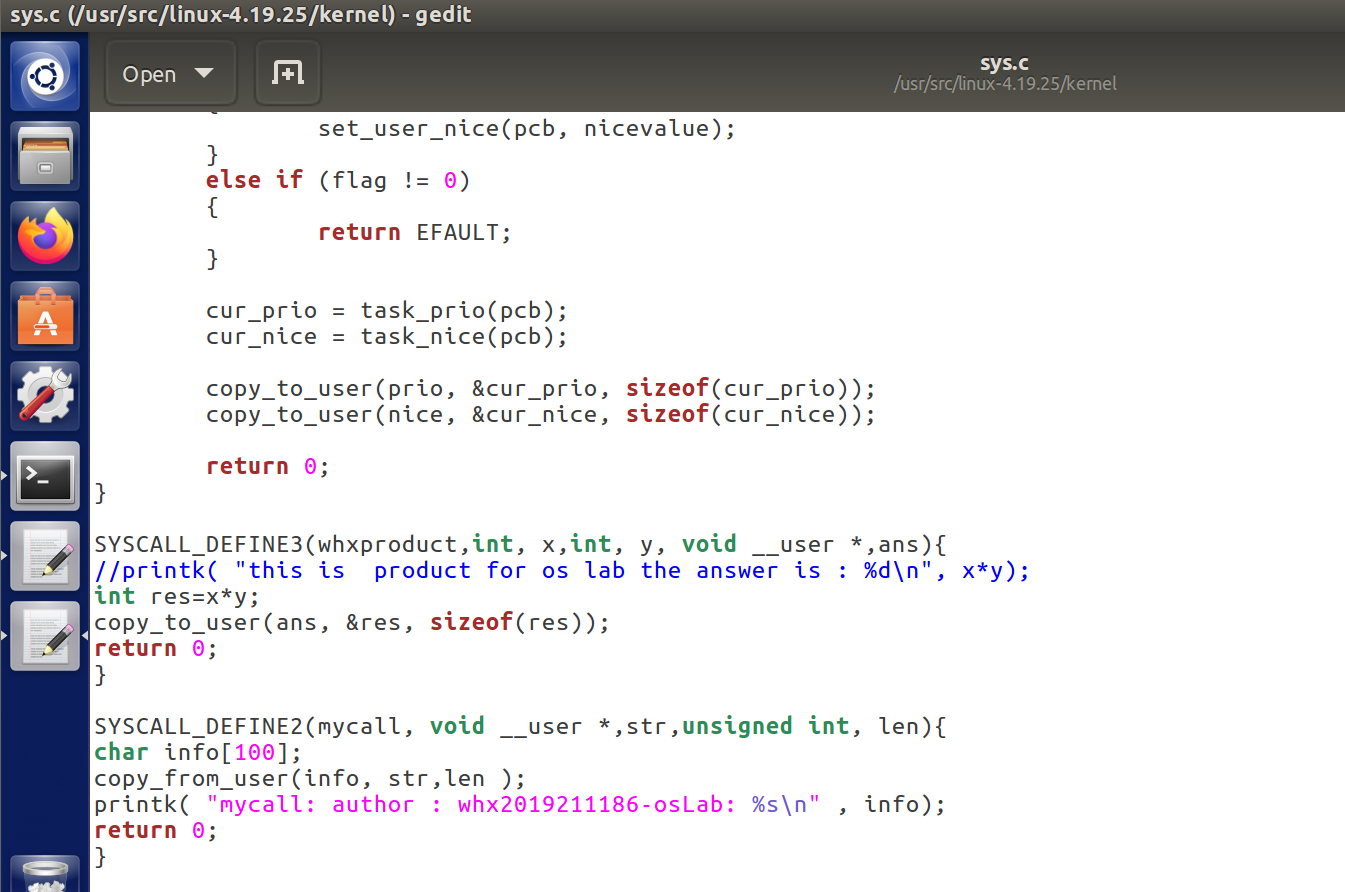 sys.c (/usr/src/linux-4.19.25/kernel) - gedit
Open
sys.c
/usr/src/linux-4.19.25/kernel
{
set_user_nice(pcb, nicevalue);
}
else if (flag != 0)
{
return EFAULT;
}
cur_prio = task_prio(pcb);
cur_nice = task_nice(pcb);
copy_to_user(prio, &cur_prio, sizeof(cur_prio));
copy_to_user(nice, &cur_nice, sizeof(cur_nice));
return 0;
}
SYSCALL_DEFINE3(whxproduct,int, x,int, y, void __user *,ans){
//printk( "this is  product for os lab the answer is : %d\n", x*y);
int res=x*y;
copy_to_user(ans, &res, sizeof(res));
return 0;
}
SYSCALL_DEFINE2(mycall, void __user *,str,unsigned int, len){
char info[100];
copy_from_user(info, str,len );
printk( "mycall: author : whx2019211186-osLab: %s\n" , info);
return 0;
}